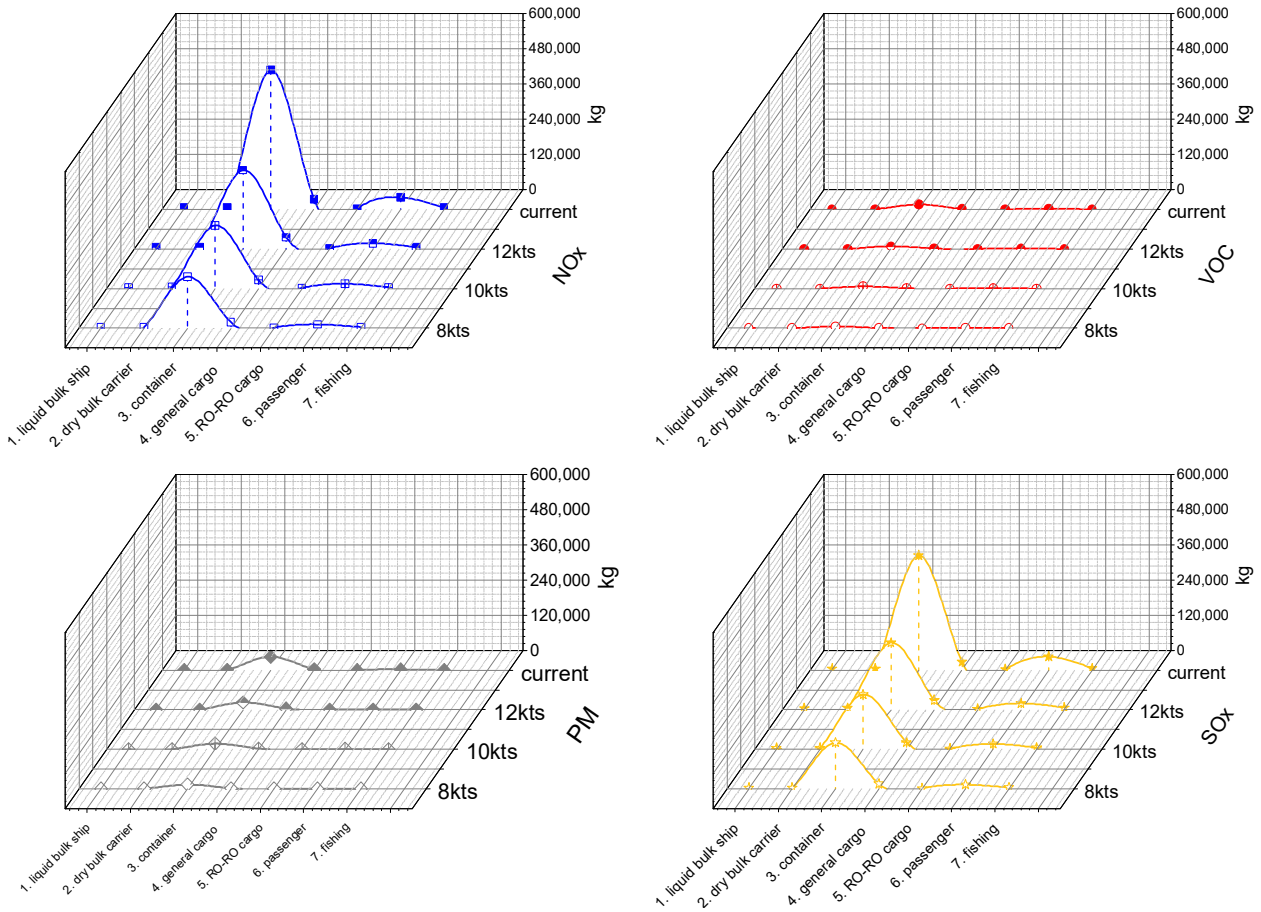 600,000
480,000
360,000
240,000
120,000
0
kg
current
12kts
10kts
8kts
NOx
1. liquid bulk ship
2. dry bulk carrier
3. container
4. general cargo
5. RO-RO cargo
6. passenger
7. fishing
600,000
480,000
360,000
240,000
120,000
0
kg
current
12kts
10kts
8kts
VOC
1. liquid bulk ship
2. dry bulk carrier
3. container
4. general cargo
5. RO-RO cargo
6. passenger
7. fishing
600,000
480,000
360,000
240,000
120,000
0
kg
current
12kts
10kts
8kts
PM
1. liquid bulk ship
2. dry bulk carrier
3. container
4. general cargo
5. RO-RO cargo
6. passenger
7. fishing
600,000
480,000
360,000
240,000
120,000
0
kg
current
12kts
10kts
8kts
SOx
1. liquid bulk ship
2. dry bulk carrier
3. container
4. general cargo
5. RO-RO cargo
6. passenger
7. fishing